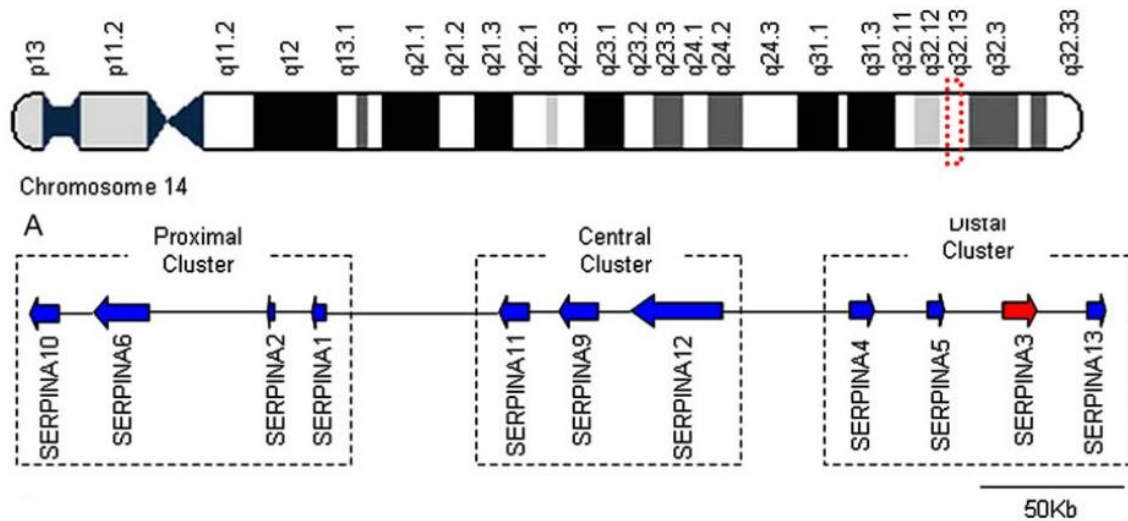 p13
p11.2
q11.2
q12
q13.1
q21.1
q21.2
q21.3
q22.1
q22.3
q23.1
q23.2
q23.3
q24.1
q24.2
q24.3
q31.1
q31.3
q32.11
q32.12
q32.13
q32.3
q32.33
Chromosome 14
A
Proximal
Cluster
Central
Cluster
Distal
Cluster
SERPINA10
SERPINA6
SERPINA2
SERPINA1
SERPINA11
SERPINA9
SERPINA12
SERPINA4
SERPINA5
SERPINA3
SERPINA13
50Kb